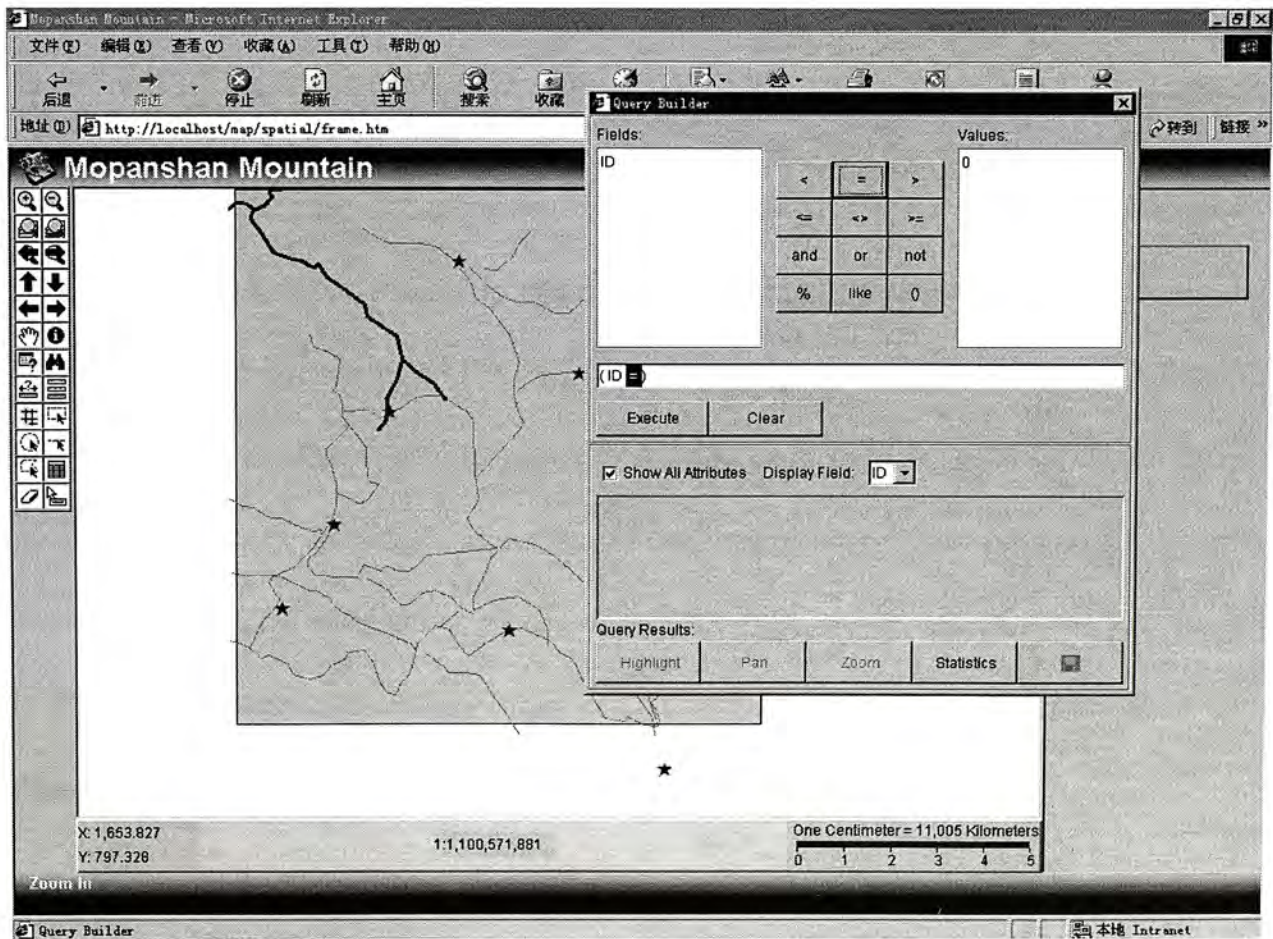 Mopanshan Mountain - Microsoft Internet Explorer
文件(F) 编辑(E) 查看(V) 收藏(A) 工具(T) 帮助(H)
后退 前进 停止 刷新 主页 搜索 收藏
地址(D) http://localhost/map/spatial/frame.htm
转到 链接 »
Mopanshan Mountain
Query Builder
Fields: Values:
ID 0
< = >
<= <> >=
and or not
% like ()
( ID =)
Execute Clear
Show All Attributes Display Field: ID
Query Results:
Highlight Pan Zoom Statistics
X: 1,653.827
Y: 797.328
1:1,100,571,881
One Centimeter = 11,005 Kilometers
0 1 2 3 4 5
Zoom In
Query Builder
本地 Intranet